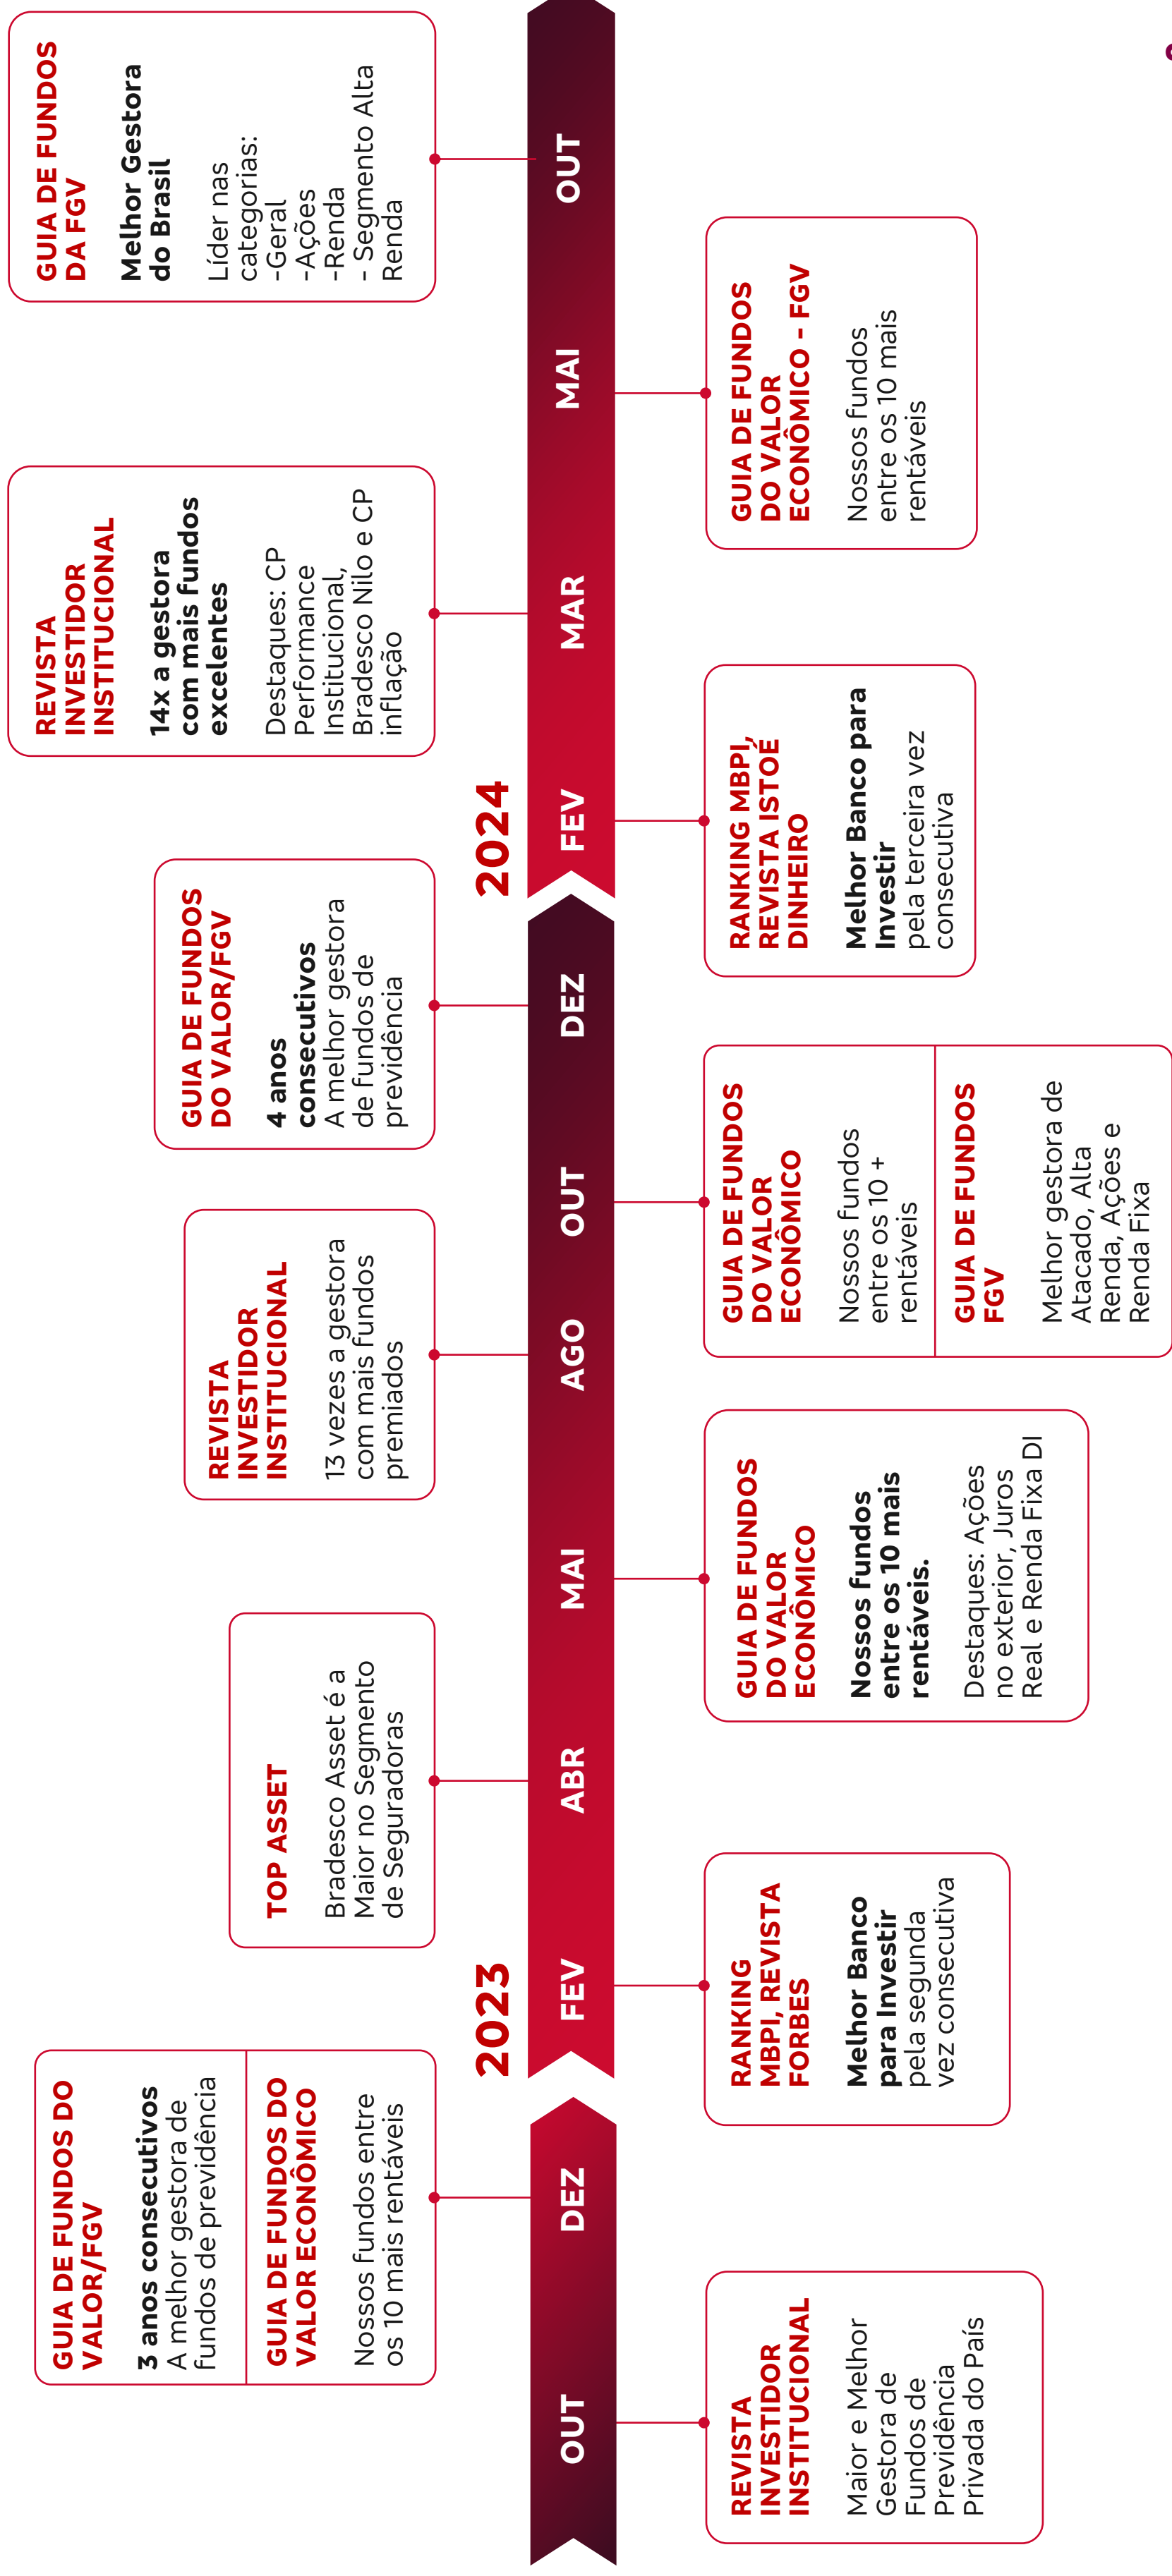 REVISTA
INVESTIDOR
INSTITUCIONAL
Maior e Melhor
Gestora de
Fundos de
Previdência
Privada do País
OUT
GUIA DE FUNDOS DO
VALOR/FGV
3 anos consecutivos
A melhor gestora de
fundos de previdência
GUIA DE FUNDOS DO
VALOR ECONÔMICO
Nossos fundos entre
os 10 mais rentáveis
DEZ
2023
FEV
RANKING
MBPI, REVISTA
FORBES
Melhor Banco
para Investir
pela segunda
vez consecutiva
TOP ASSET
Bradesco Asset é a
Maior no Segmento
de Seguradoras
ABR
MAI
GUIA DE FUNDOS
DO VALOR
ECONÔMICO
Nossos fundos
entre os 10 mais
rentáveis.
Destaques: Ações
no exterior, Juros
Real e Renda Fixa DI
REVISTA
INVESTIDOR
INSTITUCIONAL
13 vezes a gestora
com mais fundos
premiados
AGO
OUT
GUIA DE FUNDOS
DO VALOR
ECONÔMICO
Nossos fundos
entre os 10 +
rentáveis
GUIA DE FUNDOS
FGV
Melhor gestora de
Atacado, Alta
Renda, Ações e
Renda Fixa
GUIA DE FUNDOS
DO VALOR/FGV
4 anos
consecutivos
A melhor gestora
de fundos de
previdência
DEZ
2024
FEV
RANKING MBPI,
REVISTA ISTOÉ
DINHEIRO
Melhor Banco para
Investir
pela terceira vez
consecutiva
REVISTA
INVESTIDOR
INSTITUCIONAL
14x a gestora
com mais fundos
excelentes
Destaques: CP
Performance
Institucional,
Bradesco Nilo e CP
inflação
MAR
MAI
GUIA DE FUNDOS
DO VALOR
ECONÔMICO - FGV
Nossos fundos
entre os 10 mais
rentáveis
GUIA DE FUNDOS
DA FGV
Melhor Gestora
do Brasil
Líder nas
categorias:
-Geral
-Ações
-Renda
- Segmento Alta
Renda
OUT